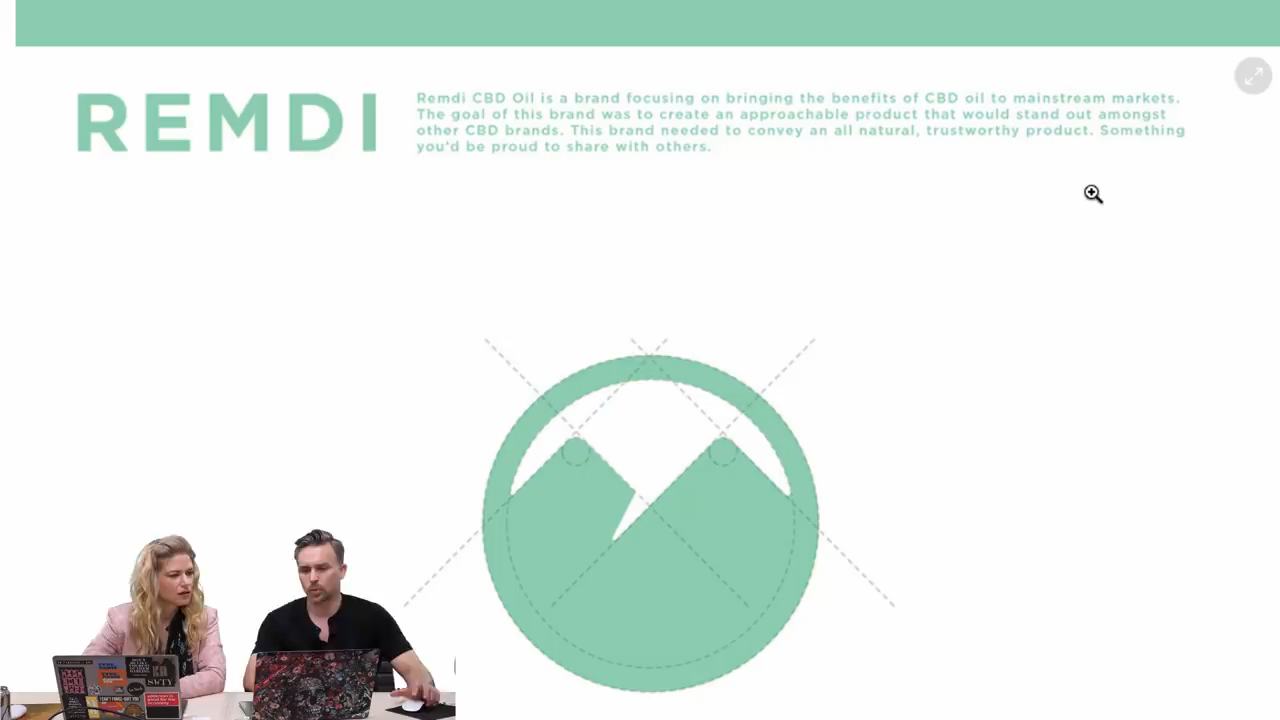 REMDI
Remdi CBD Oil is a brand focusing on bringing the benefits of CBD oil to mainstream markets.
The goal of this brand was to create an approachable product that would stand out amongst
other CBD brands. This brand needed to convey an all natural, trustworthy product. Something
you'd be proud to share with others.
SWTY